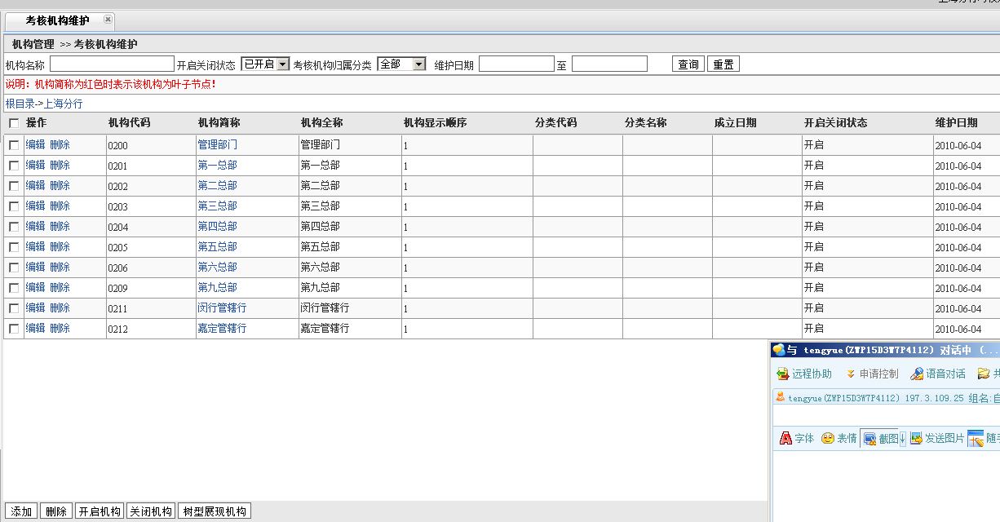 考核机构维护
机构管理 >> 考核机构维护
机构名称 开启关闭状态 已开启 考核机构归属分类 全部 维护日期 至 查询 重置
说明: 机构简称为红色时表示该机构为叶子节点!
根目录->上海分行
操作 机构代码 机构简称 机构全称 机构显示顺序 分类代码 分类名称 成立日期 开启关闭状态 维护日期
编辑 删除 0200 管理部门 管理部门 1 开启 2010-06-04
编辑 删除 0201 第一总部 第一总部 1 开启 2010-06-04
编辑 删除 0202 第二总部 第二总部 1 开启 2010-06-04
编辑 删除 0203 第三总部 第三总部 1 开启 2010-06-04
编辑 删除 0204 第四总部 第四总部 1 开启 2010-06-04
编辑 删除 0205 第五总部 第五总部 1 开启 2010-06-04
编辑 删除 0206 第六总部 第六总部 1 开启 2010-06-04
编辑 删除 0209 第九总部 第九总部 1 开启 2010-06-04
编辑 删除 0211 闵行管辖行 闵行管辖行 1 开启 2010-06-04
编辑 删除 0212 嘉定管辖行 嘉定管辖行 1 开启 2010-06-04
与 tengyue(ZWP15D3W7P4112) 对话中 (...
远程协助 申请控制 语音对话 共
tengyue(ZWP15D3W7P4112) 197.3.109.25 组名:自
字体 表情 截图 发送图片 随手
添加 删除 开启机构 关闭机构 树型展现机构